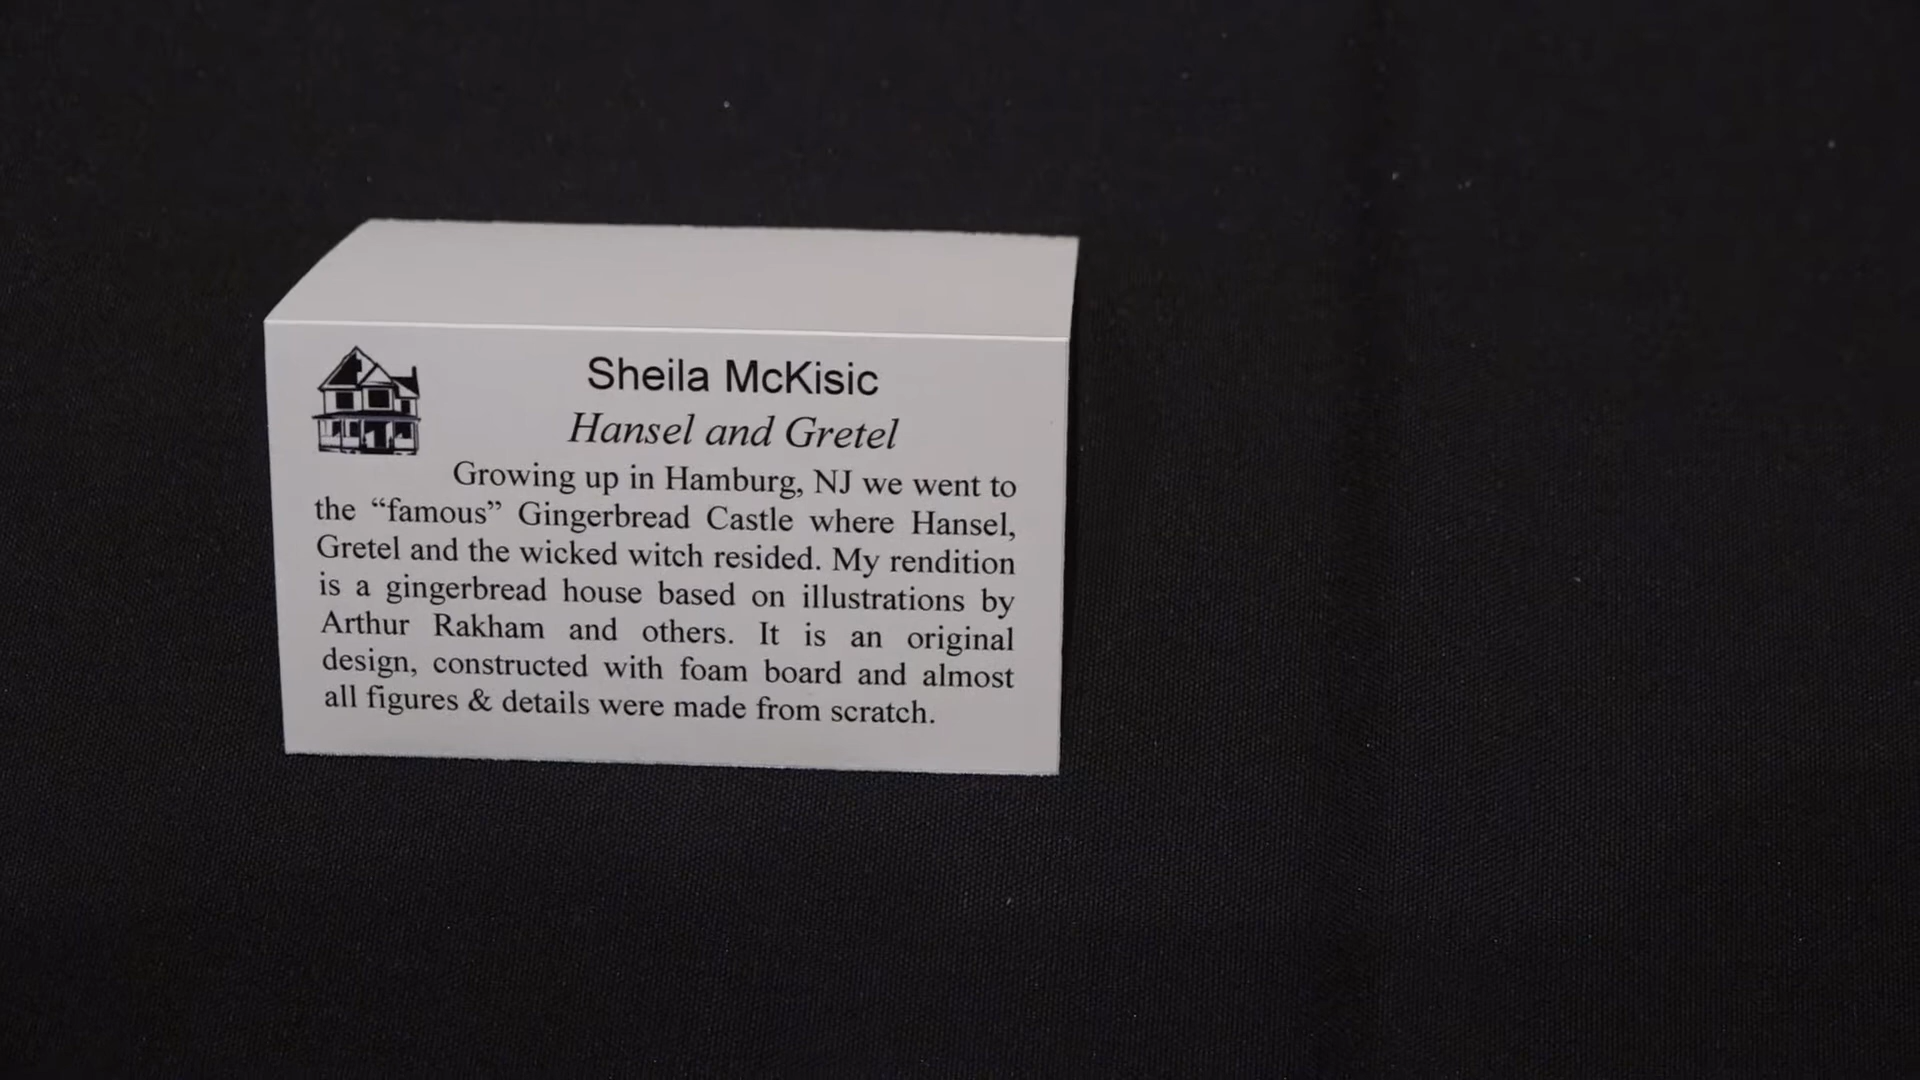 Sheila McKisic
Hansel and Gretel
Growing up in Hamburg, NJ we went to
the “famous” Gingerbread Castle where Hansel,
Gretel and the wicked witch resided. My rendition
is a gingerbread house based on illustrations by
Arthur Rakham and others. It is an original
design, constructed with foam board and almost
all figures & details were made from scratch.